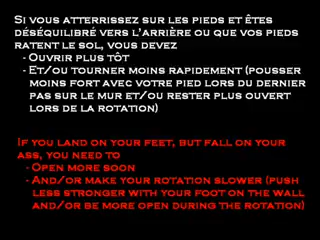 Si vous atterrissez sur les pieds et êtes
déséquilibré vers l'arrière ou que vos pieds
ratent le sol, vous devez
- Ouvrir plus tôt
- Et/ou tourner moins rapidement (pousser
moins fort avec votre pied lors du dernier
pas sur le mur et/ou rester plus ouvert
lors de la rotation)
If you land on your feet, but fall on your
ass, you need to
- Open more soon
- And/or make your rotation slower (push
less stronger with your foot on the wall
and/or be more open during the rotation)